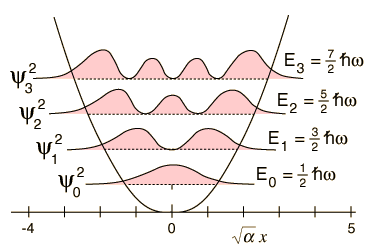 ψ₃² E₃ = 7/2 ħω
ψ₂² E₂ = 5/2 ħω
ψ₁² E₁ = 3/2 ħω
ψ₀² E₀ = 1/2 ħω
-4 0 5
√α x